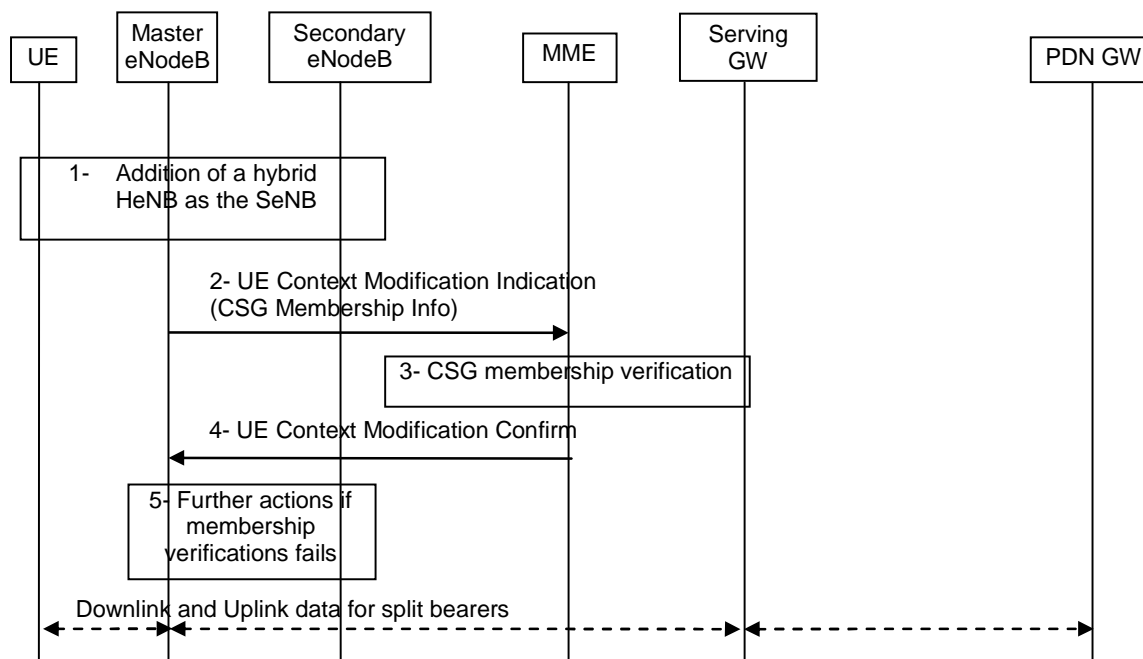 UE
Master
eNodeB
Secondary
eNodeB
MME
Serving
GW
PDN GW
1- Addition of a hybrid
HeNB as the SeNB
2- UE Context Modification Indication
(CSG Membership Info)
3- CSG membership verification
4- UE Context Modification Confirm
5- Further actions if
membership
verifications fails
Downlink and Uplink data for split bearers